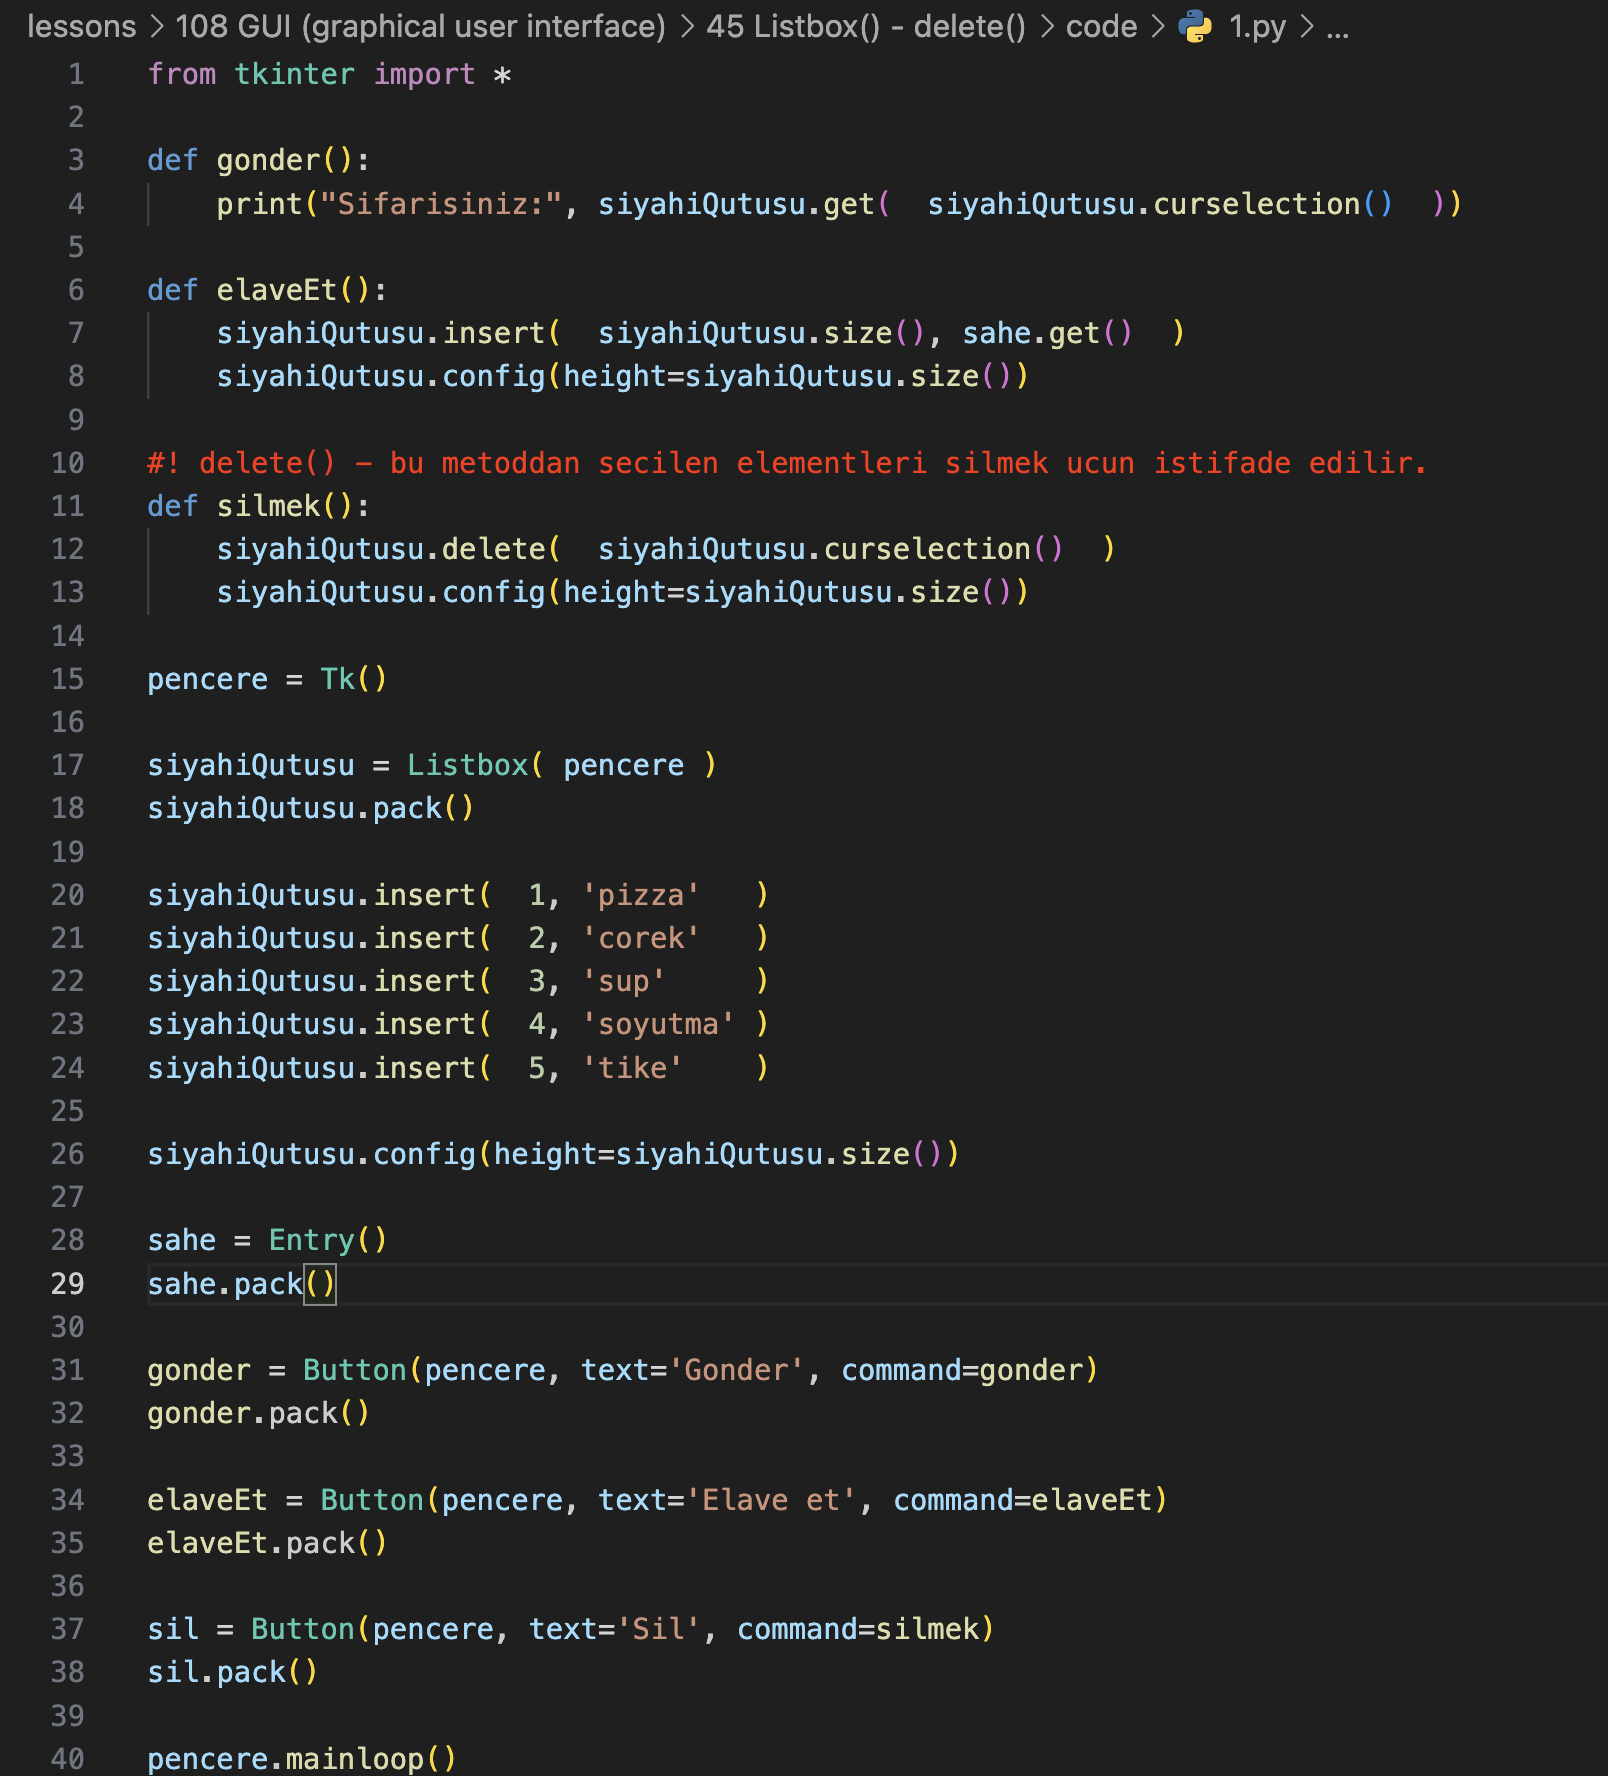 lessons > 108 GUI (graphical user interface) > 45 Listbox() - delete() > code > 1.py > ...
1 from tkinter import *
2
3 def gonder():
4     print("Sifarisiniz:", siyahiQutusu.get(  siyahiQutusu.curselection()  ))
5
6 def elaveEt():
7     siyahiQutusu.insert(  siyahiQutusu.size(), sahe.get()  )
8     siyahiQutusu.config(height=siyahiQutusu.size())
9
10 #! delete() - bu metoddan secilen elementleri silmek ucun istifade edilir.
11 def silmek():
12     siyahiQutusu.delete(  siyahiQutusu.curselection()  )
13     siyahiQutusu.config(height=siyahiQutusu.size())
14
15 pencere = Tk()
16
17 siyahiQutusu = Listbox( pencere )
18 siyahiQutusu.pack()
19
20 siyahiQutusu.insert(  1, 'pizza'   )
21 siyahiQutusu.insert(  2, 'corek'   )
22 siyahiQutusu.insert(  3, 'sup'     )
23 siyahiQutusu.insert(  4, 'soyutma' )
24 siyahiQutusu.insert(  5, 'tike'    )
25
26 siyahiQutusu.config(height=siyahiQutusu.size())
27
28 sahe = Entry()
29 sahe.pack()
30
31 gonder = Button(pencere, text='Gonder', command=gonder)
32 gonder.pack()
33
34 elaveEt = Button(pencere, text='Elave et', command=elaveEt)
35 elaveEt.pack()
36
37 sil = Button(pencere, text='Sil', command=silmek)
38 sil.pack()
39
40 pencere.mainloop()